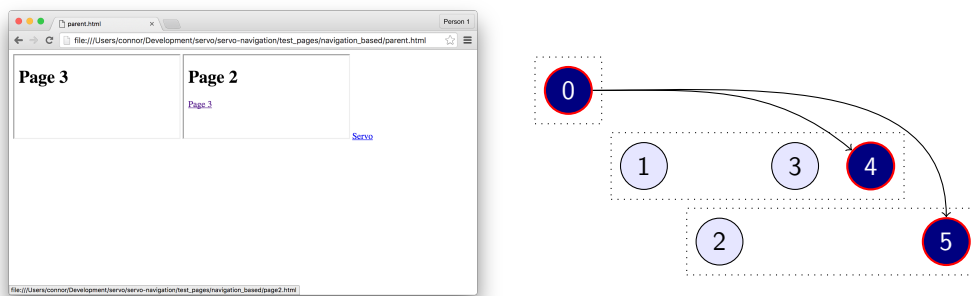 parent.html
Person 1
file:///Users/connor/Development/servo/servo-navigation/test_pages/navigation_based/parent.html
Page 3
Page 2
Page 3
Servo
file:///Users/connor/Development/servo/servo-navigation/test_pages/navigation_based/page2.html
0
1
3
4
2
5